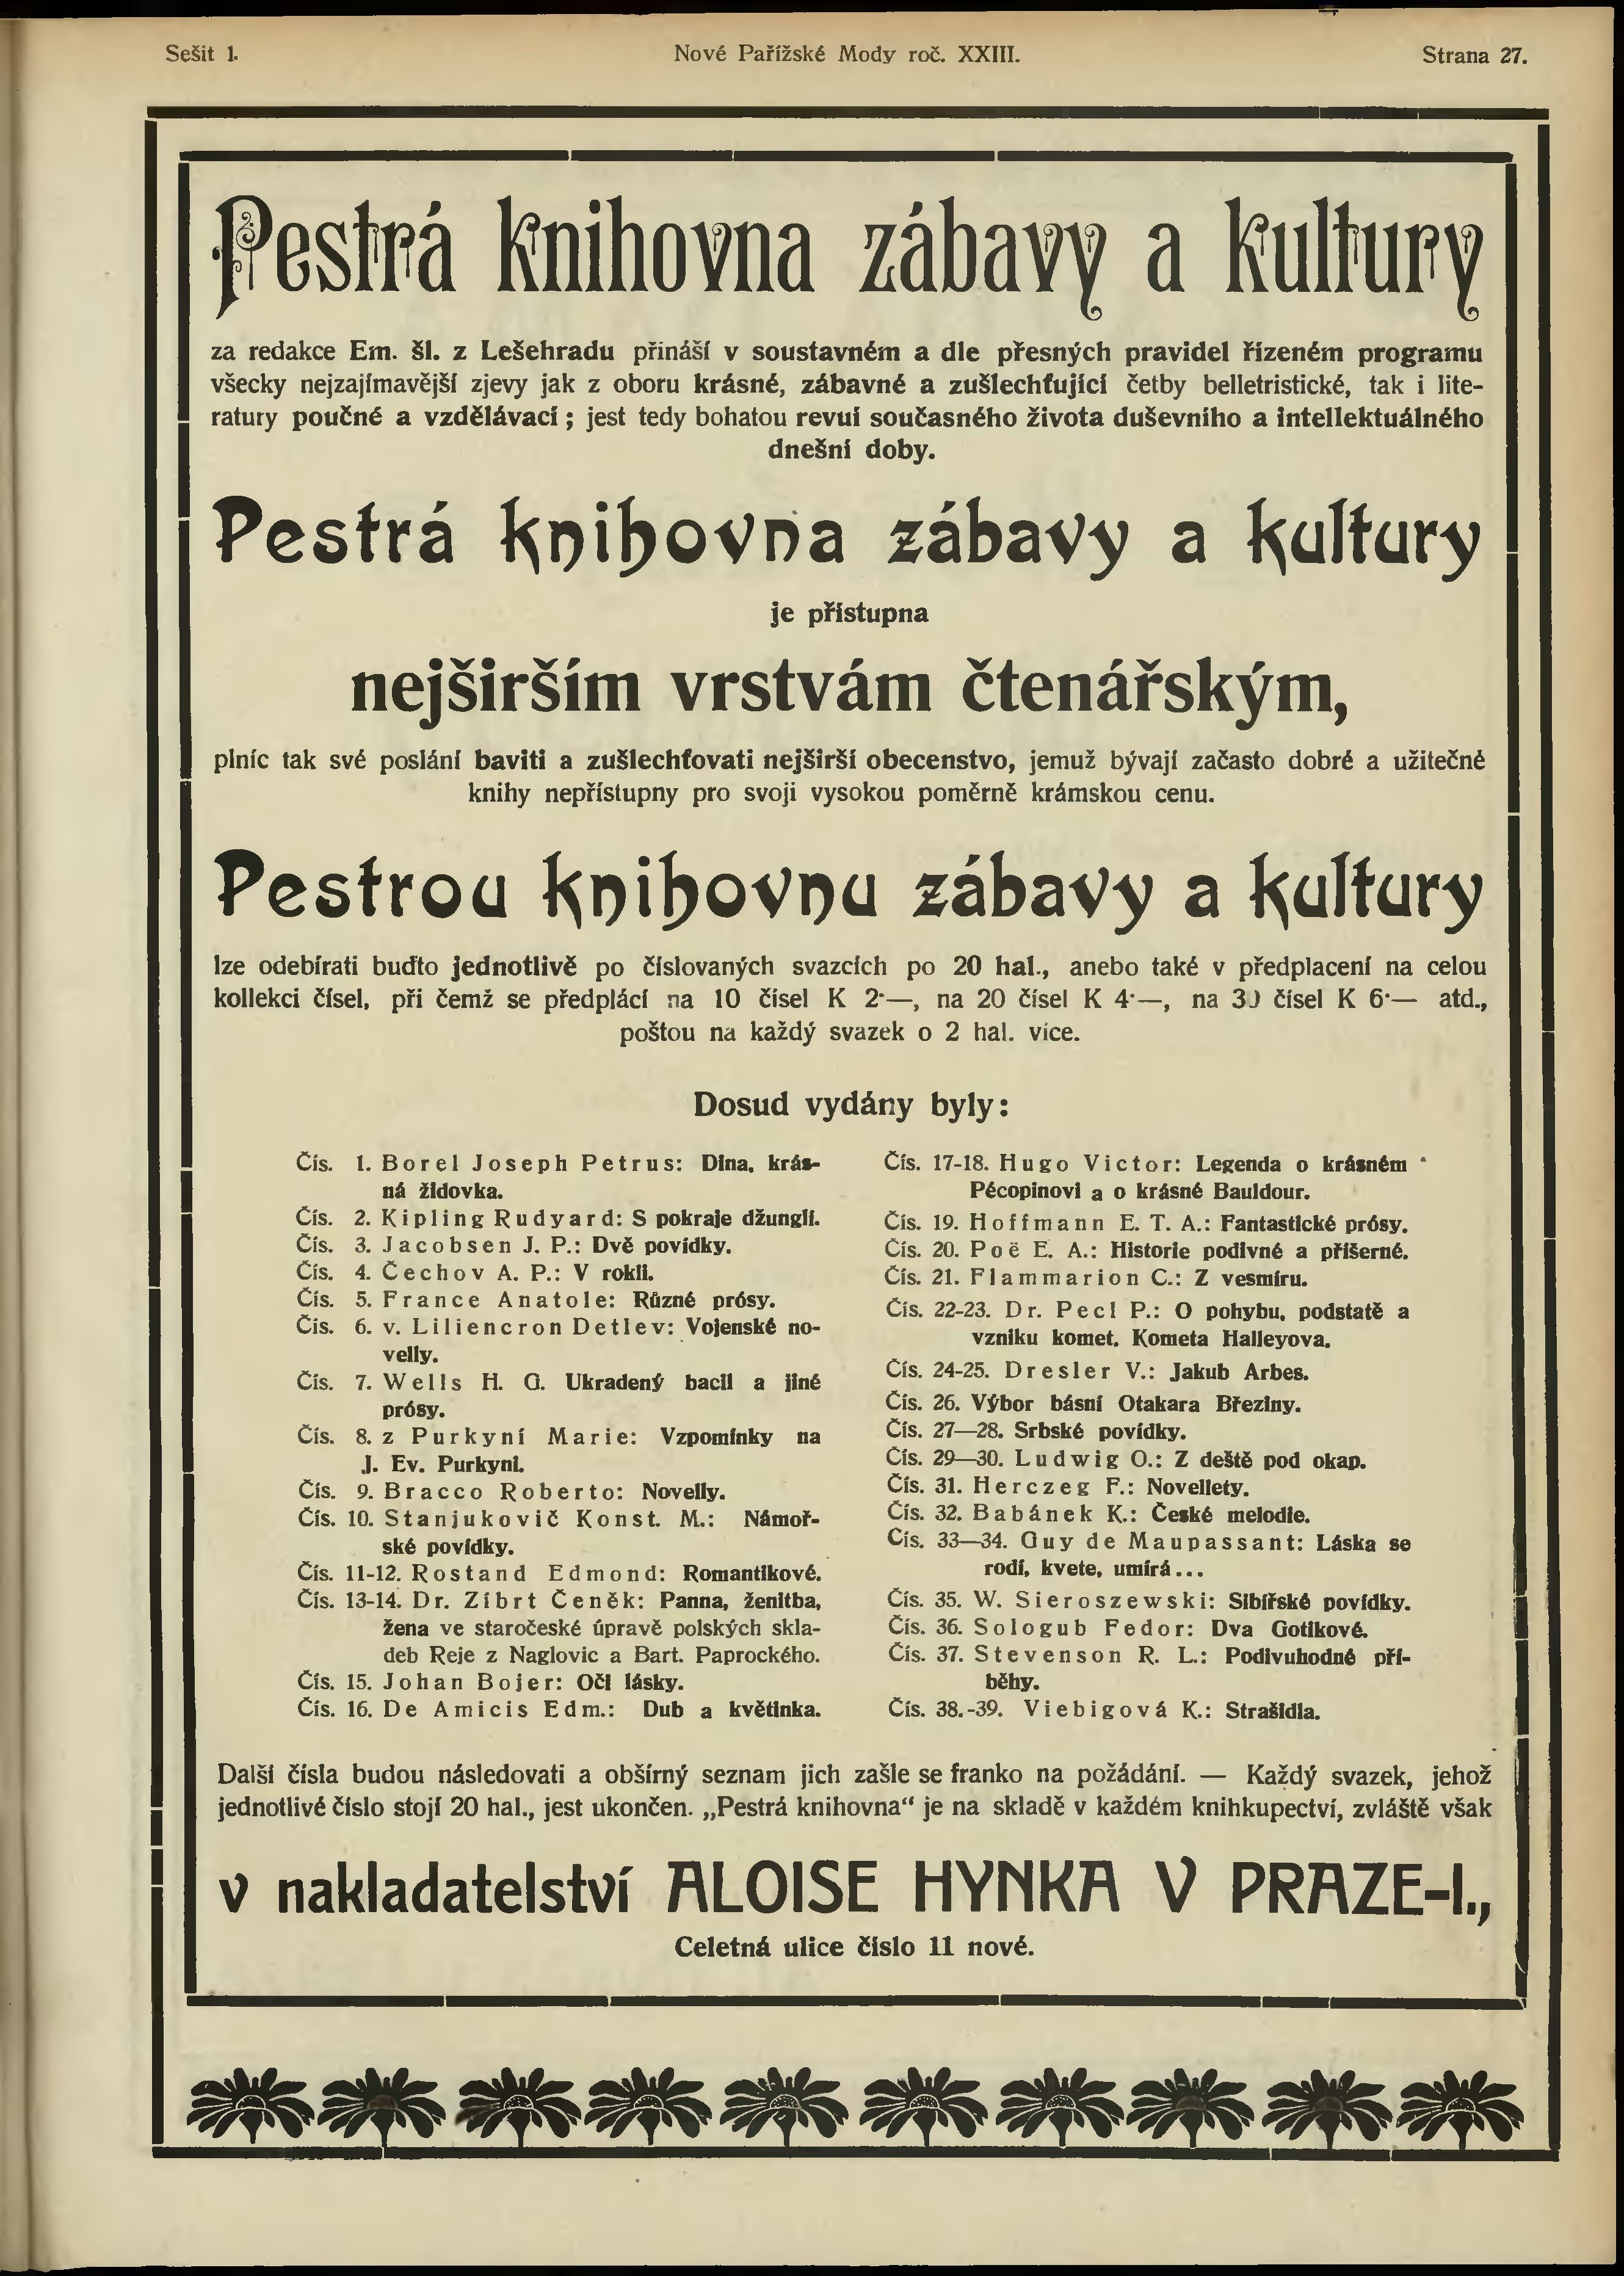 Sešit 1.
Nové Pařížské Mody roč. XXIII.
Strana 27.
Pestrá knihovna zábavy a kultury
za redakce Em. šl. z Lešehradu přináší v soustavném a dle přesných pravidel řízeném programu
všecky nejzajímavější zjevy jak z oboru krásné, zábavné a zušlechťující četby belletristické, tak i lite-
ratury poučné a vzdělávací; jest tedy bohatou revuí současného života duševního a intellektuálného
dnešní doby.
Pestrá knihovna zábavy a kultury
je přístupna
nejširším vrstvám čtenářským,
plníc tak své poslání baviti a zušlechťovati nejširší obecenstvo, jemuž bývají začasto dobré a užitečné
knihy nepřístupny pro svoji vysokou poměrně krámskou cenu.
Pestrou knihovnu zábavy a kultury
lze odebírati buďto jednotlivě po číslovaných svazcích po 20 hal., anebo také v předplacení na celou
kollekci čísel, při čemž se předplácí na 10 čísel K 2·—, na 20 čísel K 4·—, na 30 čísel K 6·— atd.,
poštou na každý svazek o 2 hal. více.
Dosud vydány byly:
Čís. 1. Borel Joseph Petrus: Dina, krás-
ná židovka.
Čís. 2. Kipling Rudyard: S pokraje džunglí.
Čís. 3. Jacobsen J. P.: Dvě povídky.
Čís. 4. Čechov A. P.: V rokli.
Čís. 5. France Anatole: Různé prósy.
Čís. 6. v. Liliencron Detlev: Vojenské no-
velly.
Čís. 7. Wells H. G. Ukradený bacil a jiné
prósy.
Čís. 8. z Purkyní Marie: Vzpomínky na
J. Ev. Purkyni.
Čís. 9. Bracco Roberto: Novelly.
Čís. 10. Stanjukovič Konst. M.: Námoř-
ské povídky.
Čís. 11-12. Rostand Edmond: Romantikové.
Čís. 13-14. Dr. Zíbrt Čeněk: Panna, ženitba,
žena ve staročeské úpravě polských skla-
deb Reje z Naglovic a Bart. Paprockého.
Čís. 15. Johan Bojer: Oči lásky.
Čís. 16. De Amicis Edm.: Dub a květinka.
Čís. 17-18. Hugo Victor: Legenda o krásném
Pécopinovi a o krásné Bauldour.
Čís. 19. Hoffmann E. T. A.: Fantastické prósy.
Čís. 20. Poë E. A.: Historie podivné a příšerné.
Čís. 21. Flammarion C.: Z vesmíru.
Čís. 22-23. Dr. Pecl P.: O pohybu, podstatě a
vzniku komet. Kometa Halleyova.
Čís. 24-25. Dresler V.: Jakub Arbes.
Čís. 26. Výbor básní Otakara Březiny.
Čís. 27—28. Srbské povídky.
Čís. 29—30. Ludwig O.: Z deště pod okap.
Čís. 31. Herczeg F.: Novellety.
Čís. 32. Babánek K.: České melodie.
Čís. 33—34. Guy de Maupassant: Láska se
rodí, kvete, umírá...
Čís. 35. W. Sieroszewski: Sibířské povídky.
Čís. 36. Sologub Fedor: Dva Gotikové.
Čís. 37. Stevenson R. L.: Podivuhodné pří-
běhy.
Čís. 38.-39. Viebigová K.: Strašidla.
Další čísla budou následovati a obšírný seznam jich zašle se franko na požádání. — Každý svazek, jehož
jednotlivé číslo stojí 20 hal., jest ukončen. „Pestrá knihovna“ je na skladě v každém knihkupectví, zvláště však
v nakladatelství ALOISE HYNKA V PRAZE-I.,
Celetná ulice číslo 11 nové.